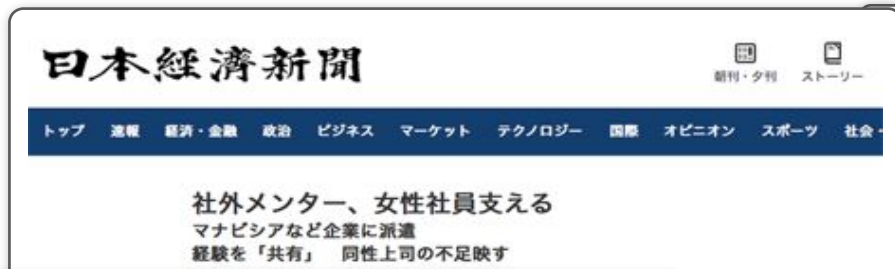 日本経済新聞
朝刊・夕刊 ストーリー
トップ 速報 経済・金融 政治 ビジネス マーケット テクノロジー 国際 オピニオン スポーツ 社会・
社外メンター、女性社員支える
マナビシアなど企業に派遣
経験を「共有」 同性上司の不足映す